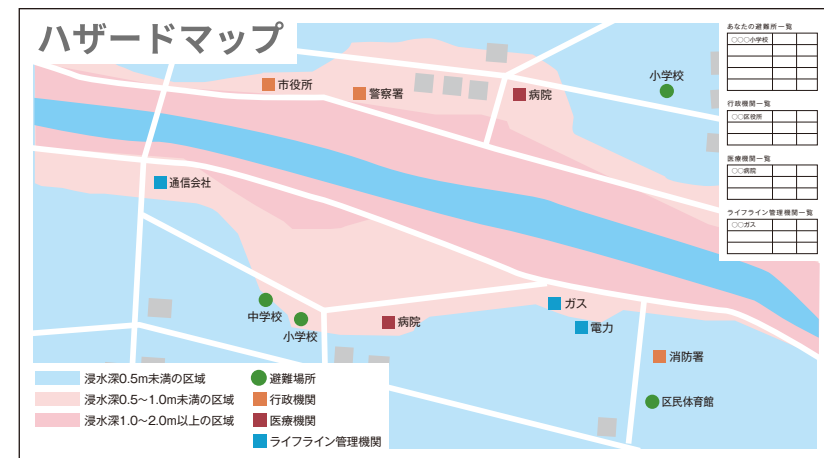 ハザードマップ
市役所
警察署
病院
小学校
通信会社
中学校
小学校
病院
ガス
電力
消防署
区民体育館
浸水深0.5m未満の区域
浸水深0.5～1.0m未満の区域
浸水深1.0～2.0m以上の区域
避難場所
行政機関
医療機関
ライフライン管理機関
あなたの避難所一覧
○○○小学校
行政機関一覧
○○区役所
医療機関一覧
○○病院
ライフライン管理機関一覧
○○ガス